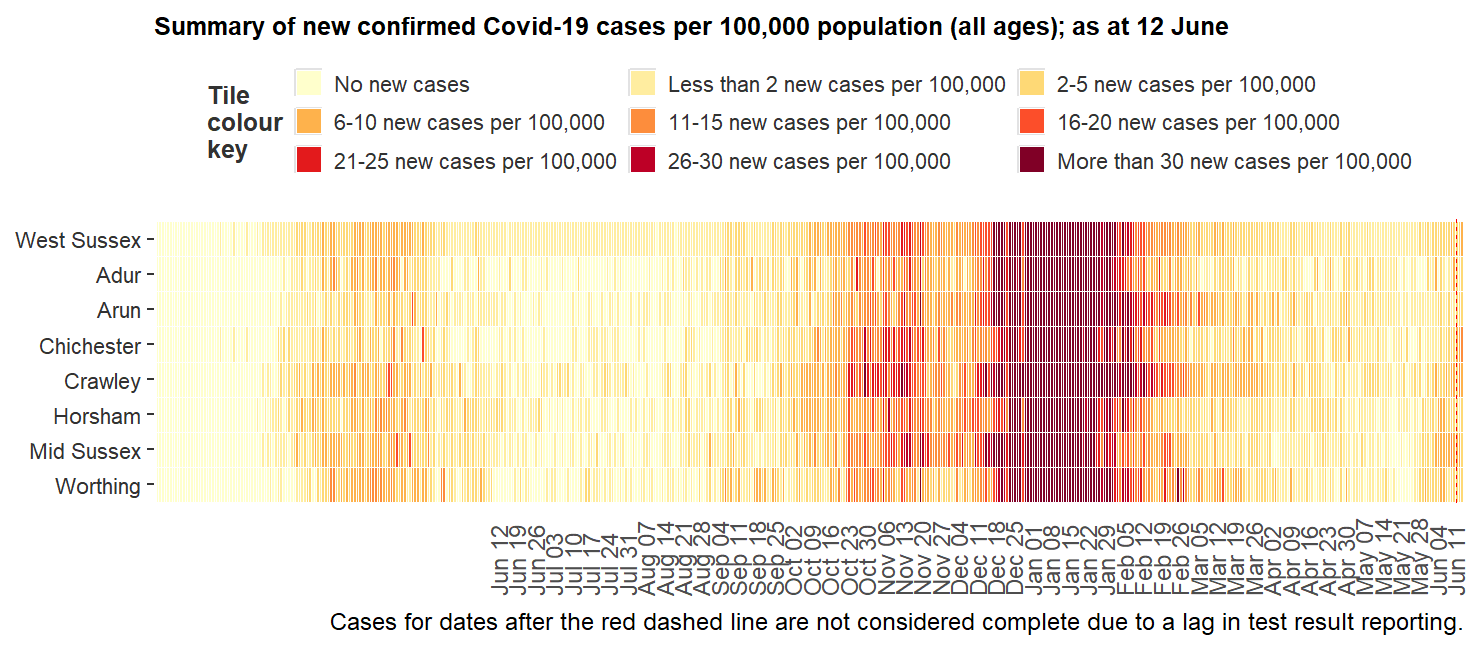 Summary of new confirmed Covid-19 cases per 100,000 population (all ages); as at 12 June
Tile
colour
key
No new cases
Less than 2 new cases per 100,000
2-5 new cases per 100,000
6-10 new cases per 100,000
11-15 new cases per 100,000
16-20 new cases per 100,000
21-25 new cases per 100,000
26-30 new cases per 100,000
More than 30 new cases per 100,000
West Sussex
Adur
Arun
Chichester
Crawley
Horsham
Mid Sussex
Worthing
Jun 12
Jun 19
Jun 26
Jul 03
Jul 10
Jul 17
Jul 24
Jul 31
Aug 07
Aug 14
Aug 21
Aug 28
Sep 04
Sep 11
Sep 18
Sep 25
Oct 02
Oct 09
Oct 16
Oct 23
Oct 30
Nov 06
Nov 13
Nov 20
Nov 27
Dec 04
Dec 11
Dec 18
Dec 25
Jan 01
Jan 08
Jan 15
Jan 22
Jan 29
Feb 05
Feb 12
Feb 19
Feb 26
Mar 05
Mar 12
Mar 19
Mar 26
Apr 02
Apr 09
Apr 16
Apr 23
Apr 30
May 07
May 14
May 21
May 28
Jun 04
Jun 11
Cases for dates after the red dashed line are not considered complete due to a lag in test result reporting.